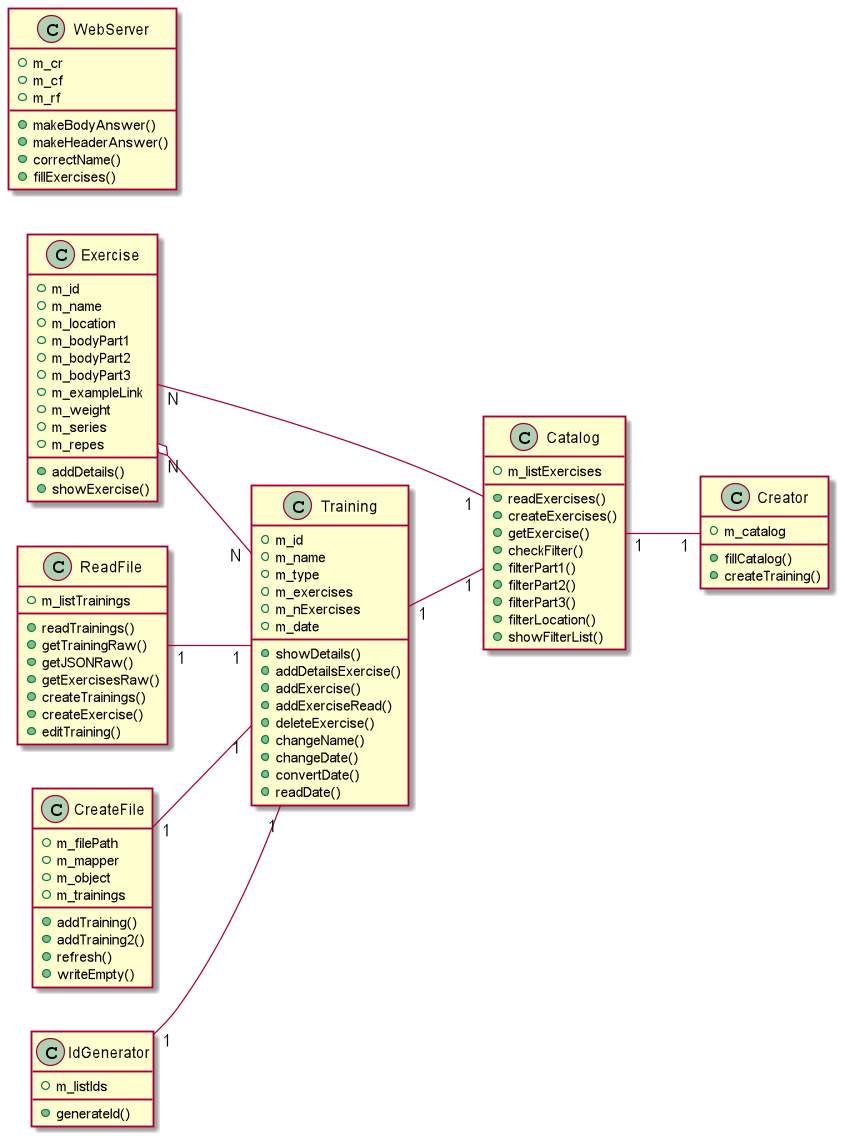 C WebServer
m_cr
m_cf
m_rf
makeBodyAnswer()
makeHeaderAnswer()
correctName()
fillExercises()
C Exercise
m_id
m_name
m_location
m_bodyPart1
m_bodyPart2
m_bodyPart3
m_exampleLink
m_weight
m_series
m_repes
addDetails()
showExercise()
N
N
N
C Training
m_id
m_name
m_type
m_exercises
m_nExercises
m_date
showDetails()
addDetailsExercise()
addExercise()
addExerciseRead()
deleteExercise()
changeName()
changeDate()
convertDate()
readDate()
C Catalog
m_listExercises
readExercises()
createExercises()
getExercise()
checkFilter()
filterPart1()
filterPart2()
filterPart3()
filterLocation()
showFilterList()
1
1
1
1
1
C Creator
m_catalog
fillCatalog()
createTraining()
C ReadFile
m_listTrainings
readTrainings()
getTrainingRaw()
getJSONRaw()
getExercisesRaw()
createTrainings()
createExercise()
editTraining()
1
1
C CreateFile
m_filePath
m_mapper
m_object
m_trainings
addTraining()
addTraining2()
refresh()
writeEmpty()
1
1
1
1
C IdGenerator
m_listIds
generateId()